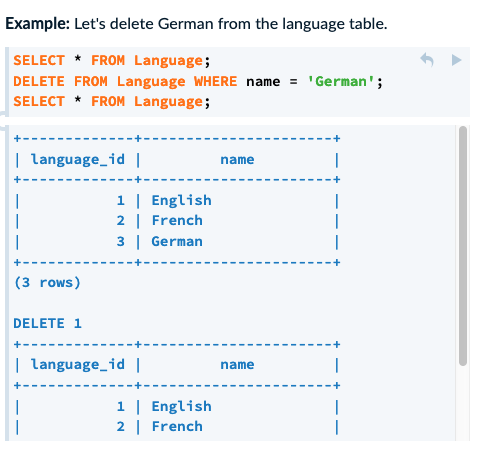 Example: Let's delete German from the language table.
SELECT * FROM Language;
DELETE FROM Language WHERE name = 'German';
SELECT * FROM Language;
+-------------+----------------------+
| language_id |         name         |
+-------------+----------------------+
|           1 | English              |
|           2 | French               |
|           3 | German               |
+-------------+----------------------+
(3 rows)
DELETE 1
+-------------+----------------------+
| language_id |         name         |
+-------------+----------------------+
|           1 | English              |
|           2 | French               |